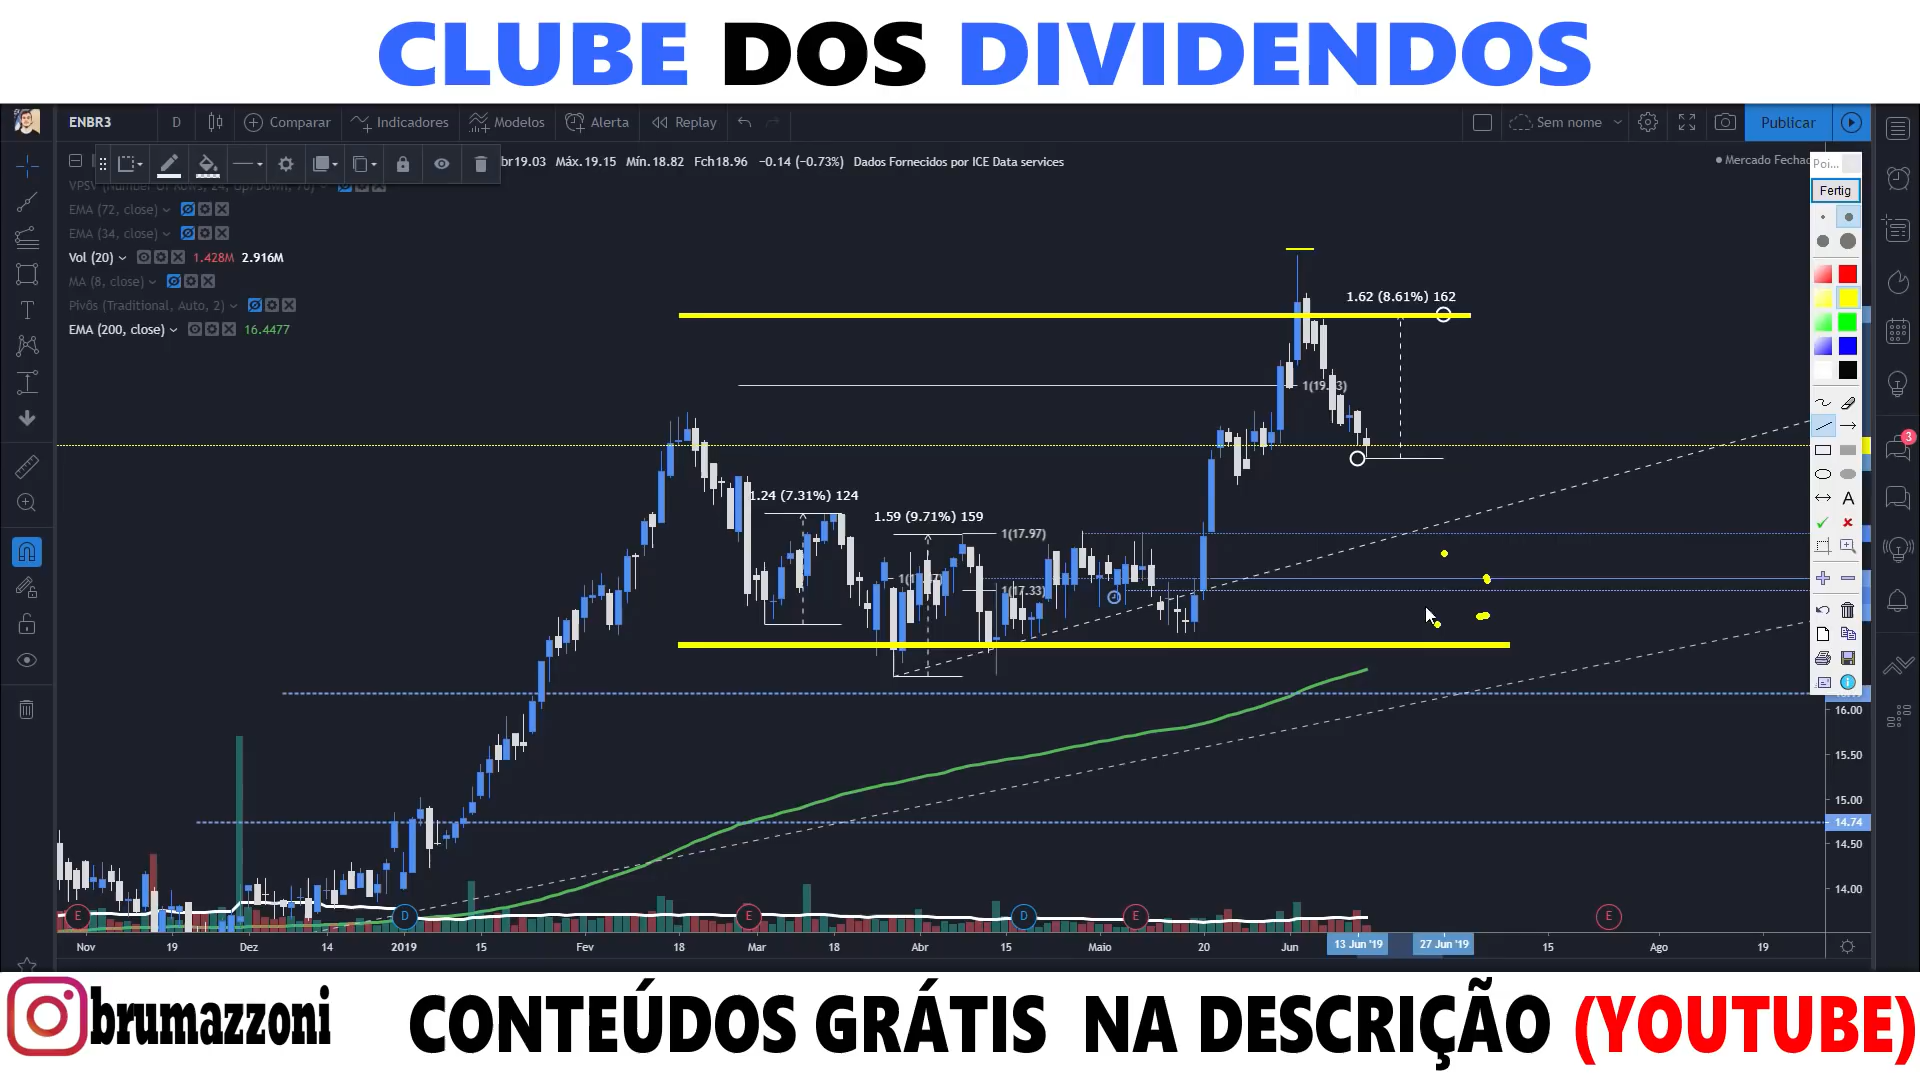 CLUBE DOS DIVIDENDOS
ENBR3 D Comparar Indicadores Modelos Alerta Replay Sem nome Publicar
br19.03 Máx.19.15 Mín.18.82 Fch18.96 −0.14 (−0.73%) Dados Fornecidos por ICE Data services
Mercado Fechac
Poi...
Fertig
EMA (72, close)
EMA (34, close)
Vol (20) 1.428M 2.916M
MA (8, close)
Pivôs (Traditional, Auto, 2)
EMA (200, close) 16.4477
1.62 (8.61%) 162
3
1.24 (7.31%) 124
1.59 (9.71%) 159
1(17.97)
1(17.33)
A
16.00
15.50
15.00
14.74
14.50
14.00
E D E D E E
Nov 19 Dez 14 2019 15 Fev 18 Mar 18 Abr 15 Maio 20 Jun 13 Jun '19 27 Jun '19 15 Ago 19
brumazzoni CONTEÚDOS GRÁTIS NA DESCRIÇÃO (YOUTUBE)